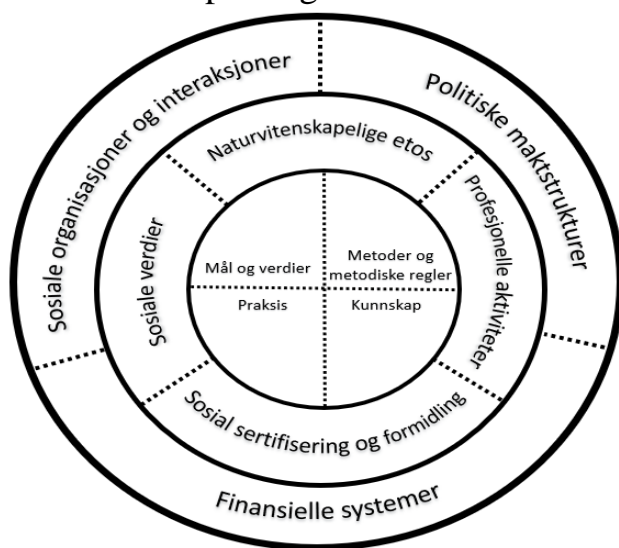 Sosiale organisasjoner og interaksjoner
Politiske maktstrukturer
Naturvitenskapelige etos
Sosiale verdier
Profesjonelle aktiviteter
Mål og verdier
Metoder og
metodiske regler
Praksis
Kunnskap
Sosial sertifisering og formidling
Finansielle systemer